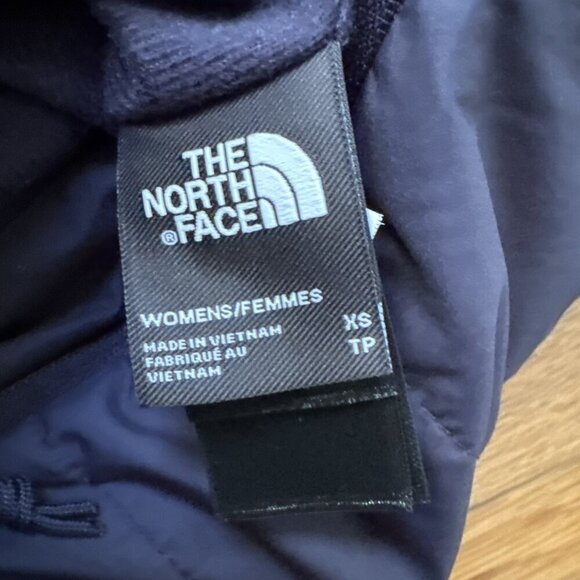 THE
NORTH
® FACE
WOMENS/FEMMES
XS
MADE IN VIETNAM
TP
FABRIQUÉ AU
VIETNAM